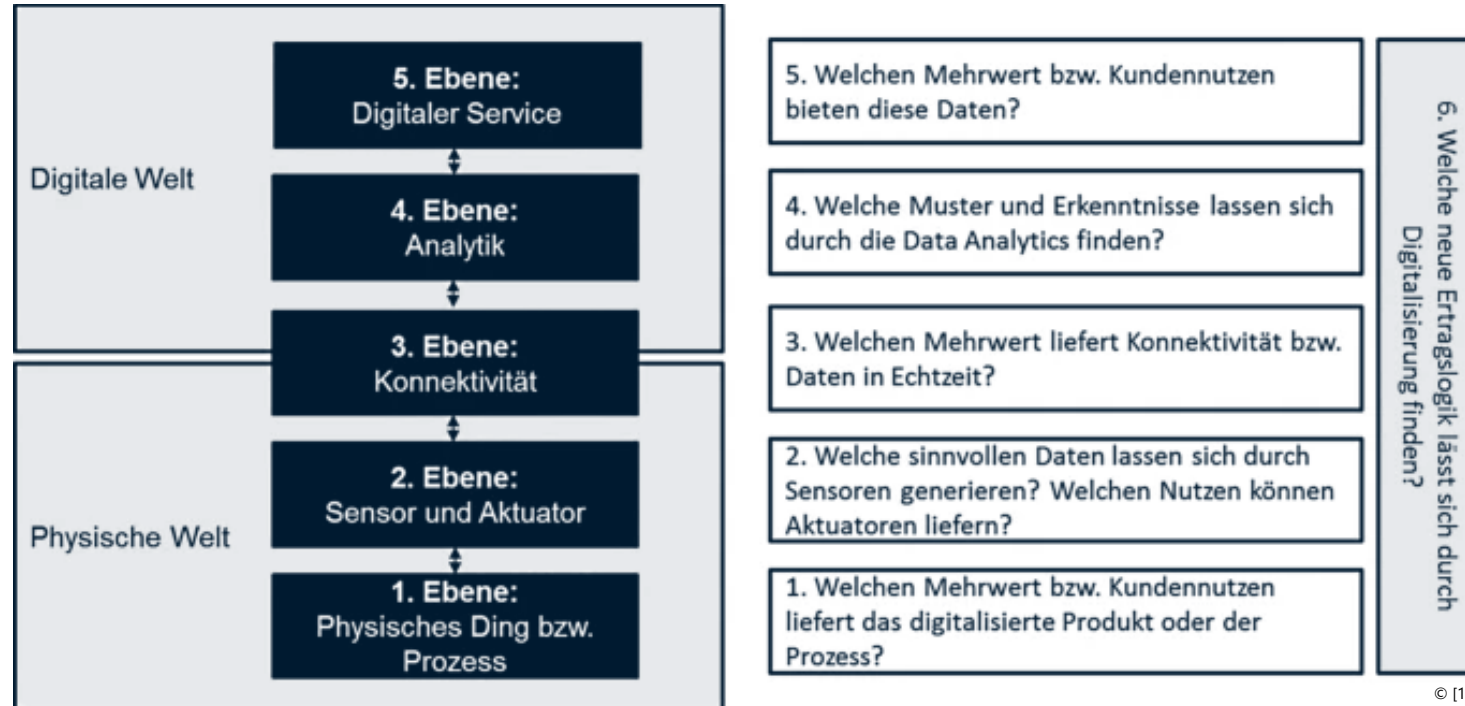 Digitale Welt
5. Ebene:
Digitaler Service
4. Ebene:
Analytik
3. Ebene:
Konnektivität
Physische Welt
2. Ebene:
Sensor und Aktuator
1. Ebene:
Physisches Ding bzw.
Prozess
5. Welchen Mehrwert bzw. Kundennutzen
bieten diese Daten?
4. Welche Muster und Erkenntnisse lassen sich
durch die Data Analytics finden?
3. Welchen Mehrwert liefert Konnektivität bzw.
Daten in Echtzeit?
2. Welche sinnvollen Daten lassen sich durch
Sensoren generieren? Welchen Nutzen können
Aktuatoren liefern?
1. Welchen Mehrwert bzw. Kundennutzen
liefert das digitalisierte Produkt oder der
Prozess?
6. Welche neue Ertragslogik lässt sich durch
Digitalisierung finden?
© [1